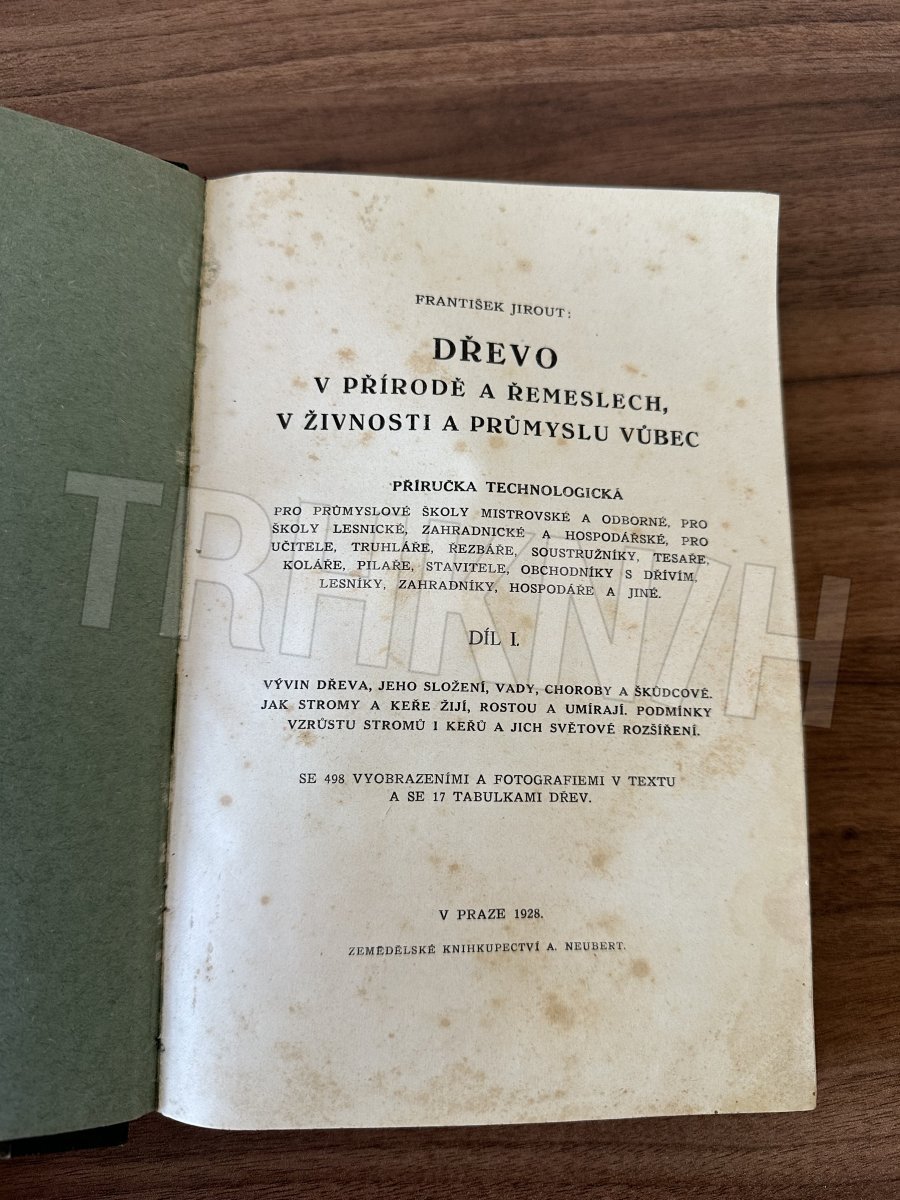 FRANTIŠEK JIROUT:
DŘEVO
V PŘÍRODĚ A ŘEMESLECH,
V ŽIVNOSTI A PRŮMYSLU VŮBEC
PŘÍRUČKA TECHNOLOGICKÁ
PRO PRŮMYSLOVÉ ŠKOLY MISTROVSKÉ A ODBORNÉ, PRO
ŠKOLY LESNICKÉ, ZAHRADNICKÉ A HOSPODÁŘSKÉ, PRO
UČITELE, TRUHLÁŘE, ŘEZBÁŘE, SOUSTRUŽNÍKY, TESAŘE,
KOLÁŘE, PILAŘE, STAVITELE, OBCHODNÍKY S DŘÍVÍM,
LESNÍKY, ZAHRADNÍKY, HOSPODÁŘE A JINÉ.
DÍL I.
VÝVIN DŘEVA, JEHO SLOŽENÍ, VADY, CHOROBY A ŠKŮDCOVÉ.
JAK STROMY A KEŘE ŽIJÍ, ROSTOU A UMÍRAJÍ. PODMÍNKY
VZRŮSTU STROMŮ I KEŘŮ A JICH SVĚTOVÉ ROZŠÍŘENÍ.
SE 498 VYOBRAZENÍMI A FOTOGRAFIEMI V TEXTU
A SE 17 TABULKAMI DŘEV.
V PRAZE 1928.
ZEMĚDĚLSKÉ KNIHKUPECTVÍ A. NEUBERT.
TRHKNIH